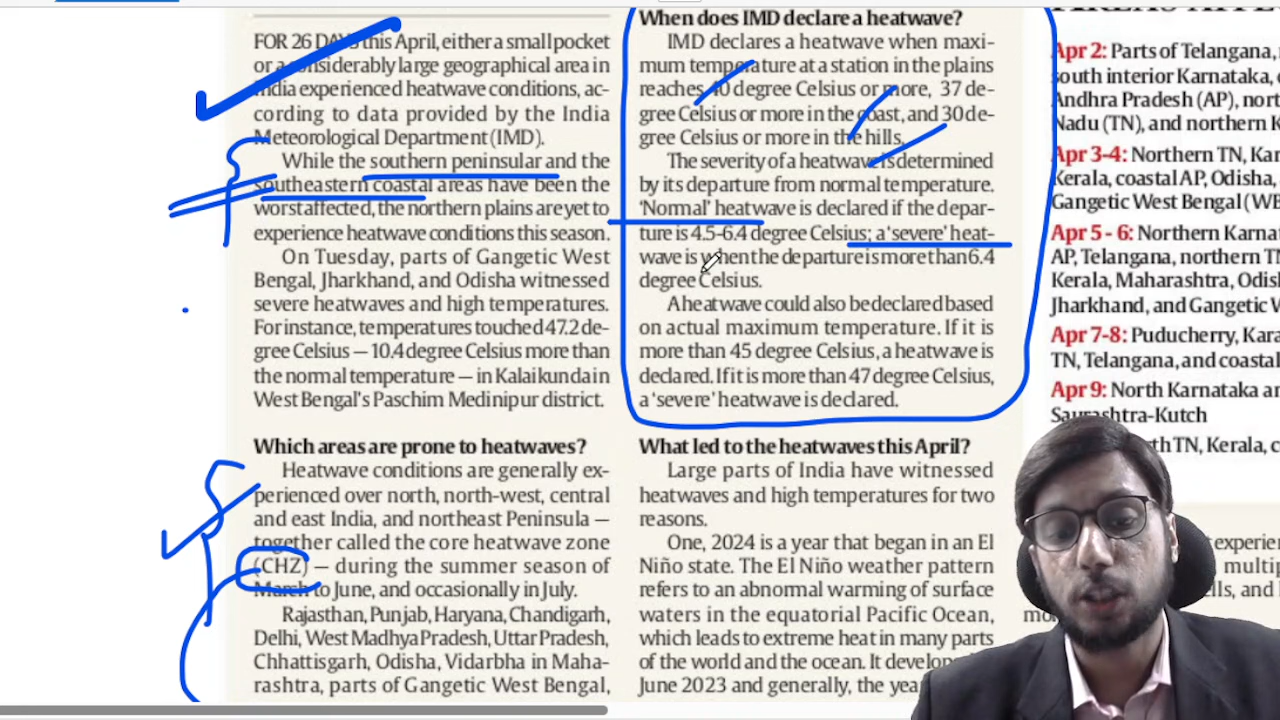 FOR 26 DAYS this April, either a small pocket
or a considerably large geographical area in
India experienced heatwave conditions, ac-
cording to data provided by the India
Meteorological Department (IMD).
While the southern peninsular and the
southeastern coastal areas have been the
worst affected, the northern plains are yet to
experience heatwave conditions this season.
On Tuesday, parts of Gangetic West
Bengal, Jharkhand, and Odisha witnessed
severe heatwaves and high temperatures.
For instance, temperatures touched 47.2 de-
gree Celsius — 10.4 degree Celsius more than
the normal temperature — in Kalaikunda in
West Bengal's Paschim Medinipur district.
Which areas are prone to heatwaves?
Heatwave conditions are generally ex-
perienced over north, north-west, central
and east India, and northeast Peninsula —
together called the core heatwave zone
(CHZ) — during the summer season of
March to June, and occasionally in July.
Rajasthan, Punjab, Haryana, Chandigarh,
Delhi, West Madhya Pradesh, Uttar Pradesh,
Chhattisgarh, Odisha, Vidarbha in Maha-
rashtra, parts of Gangetic West Bengal,
When does IMD declare a heatwave?
IMD declares a heatwave when maxi-
mum temperature at a station in the plains
reaches 40 degree Celsius or more, 37 de-
gree Celsius or more in the coast, and 30 de-
gree Celsius or more in the hills.
The severity of a heatwave is determined
by its departure from normal temperature.
'Normal' heatwave is declared if the depar-
ture is 4.5-6.4 degree Celsius; a 'severe' heat-
wave is when the departure is more than 6.4
degree Celsius.
A heatwave could also be declared based
on actual maximum temperature. If it is
more than 45 degree Celsius, a heatwave is
declared. If it is more than 47 degree Celsius,
a 'severe' heatwave is declared.
What led to the heatwaves this April?
Large parts of India have witnessed
heatwaves and high temperatures for two
reasons.
One, 2024 is a year that began in an El
Niño state. The El Niño weather pattern
refers to an abnormal warming of surface
waters in the equatorial Pacific Ocean,
which leads to extreme heat in many parts
of the world and the ocean. It develop
June 2023 and generally, the yea
Apr 2: Parts of Telangana,
south interior Karnataka,
Andhra Pradesh (AP), nort
Nadu (TN), and northern K
Apr 3-4: Northern TN, Kar
Kerala, coastal AP, Odisha,
Gangetic West Bengal (WB
Apr 5 - 6: Northern Karna
AP, Telangana, northern T
Kerala, Maharashtra, Odis
Jharkhand, and Gangetic
Apr 7-8: Puducherry, Kara
TN, Telangana, and coastal
Apr 9: North Karnataka an
Saurashtra-Kutch
th TN, Kerala, c
experie
multip
ells, and
mo